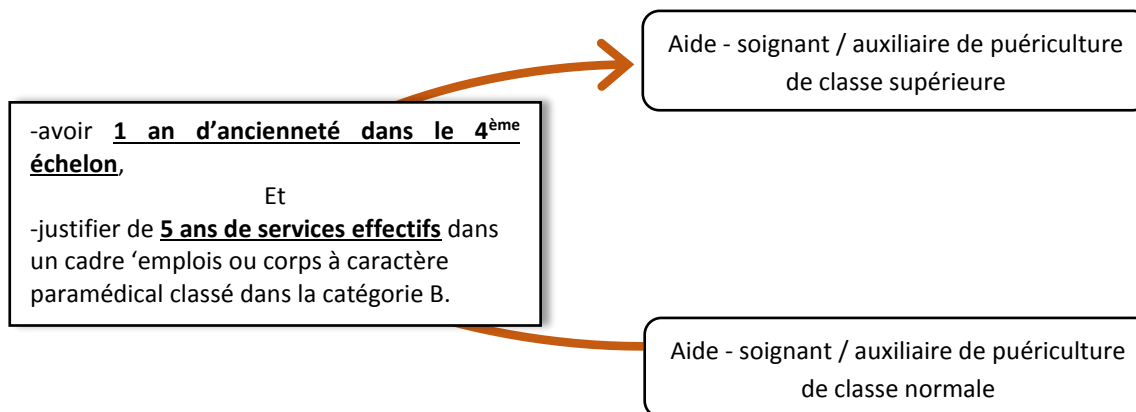 Aide - soignant / auxiliaire de puériculture
de classe supérieure
-avoir 1 an d’ancienneté dans le 4ème
échelon,
Et
-justifier de 5 ans de services effectifs dans
un cadre ‘emplois ou corps à caractère
paramédical classé dans la catégorie B.
Aide - soignant / auxiliaire de puériculture
de classe normale